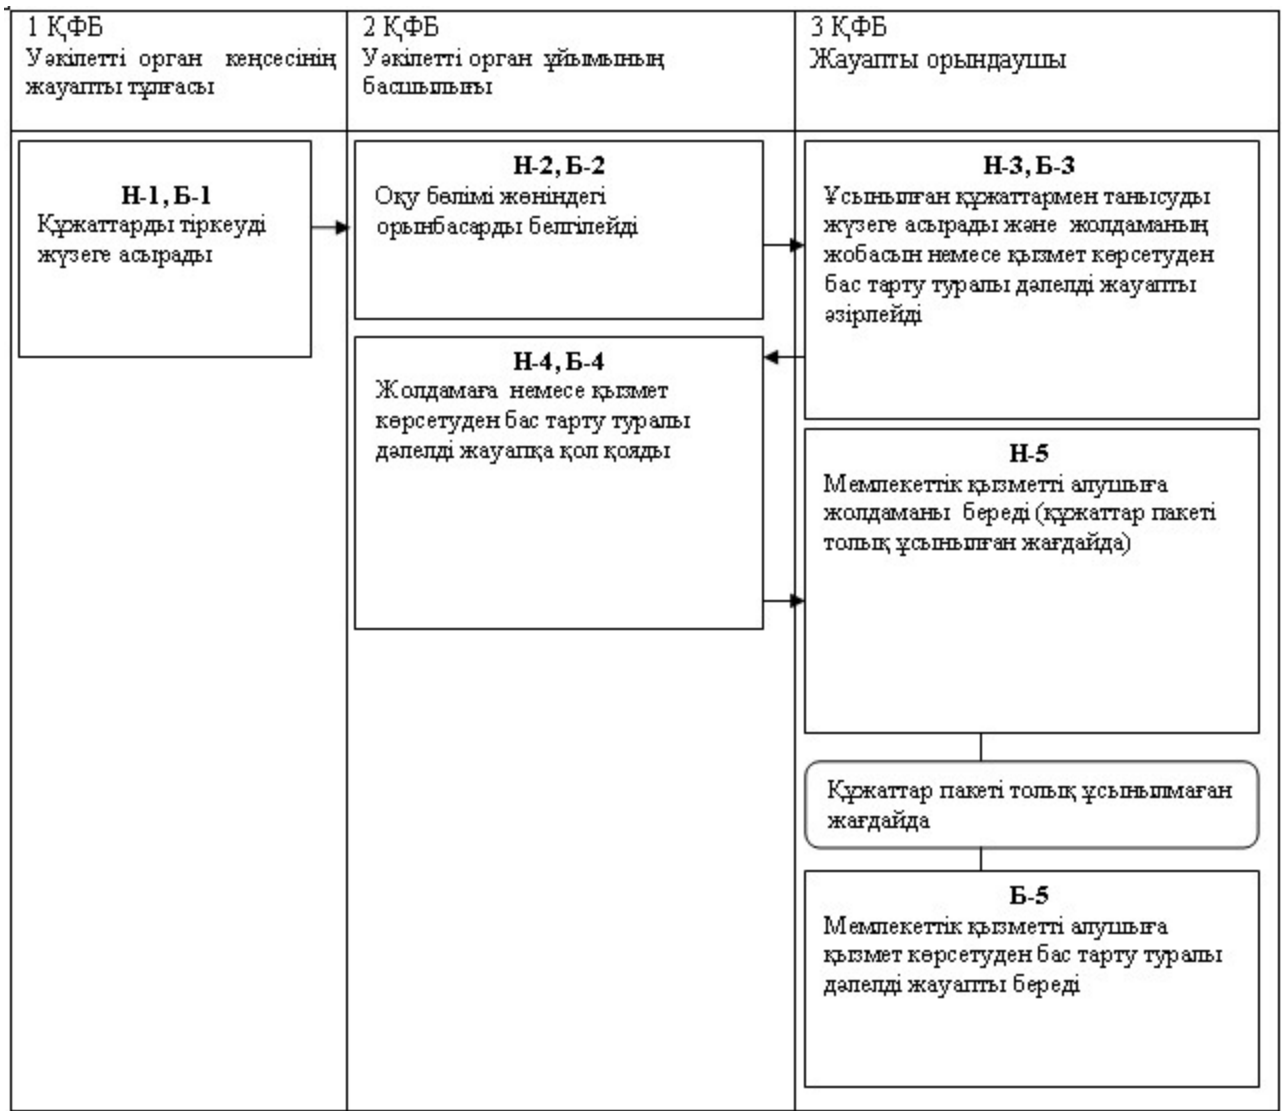 1 ҚФБ
Уәкілетті орган кеңсесінің
жауапты тұлғасы
2 ҚФБ
Уәкілетті орган ұйымының
басшылығы
3 ҚФБ
Жауапты орындаушы
Н-1, Б-1
Құжаттарды тіркеуді
жүзеге асырады
Н-2, Б-2
Оқу бөлімі жөніндегі
орынбасарды белгілейді
Н-3, Б-3
Ұсынылған құжаттармен танысуды
жүзеге асырады және жолдаманың
жобасын немесе қызмет көрсетуден
бас тарту туралы дәлелді жауапты
әзірлейді
Н-4, Б-4
Жолдамаға немесе қызмет
көрсетуден бас тарту туралы
дәлелді жауапқа қол қояды
Н-5
Мемлекеттік қызметті алушыға
жолдаманы береді (құжаттар пакеті
толық ұсынылған жағдайда)
Құжаттар пакеті толық ұсынылмаған
жағдайда
Б-5
Мемлекеттік қызметті алушыға
қызмет көрсетуден бас тарту туралы
дәлелді жауапты береді